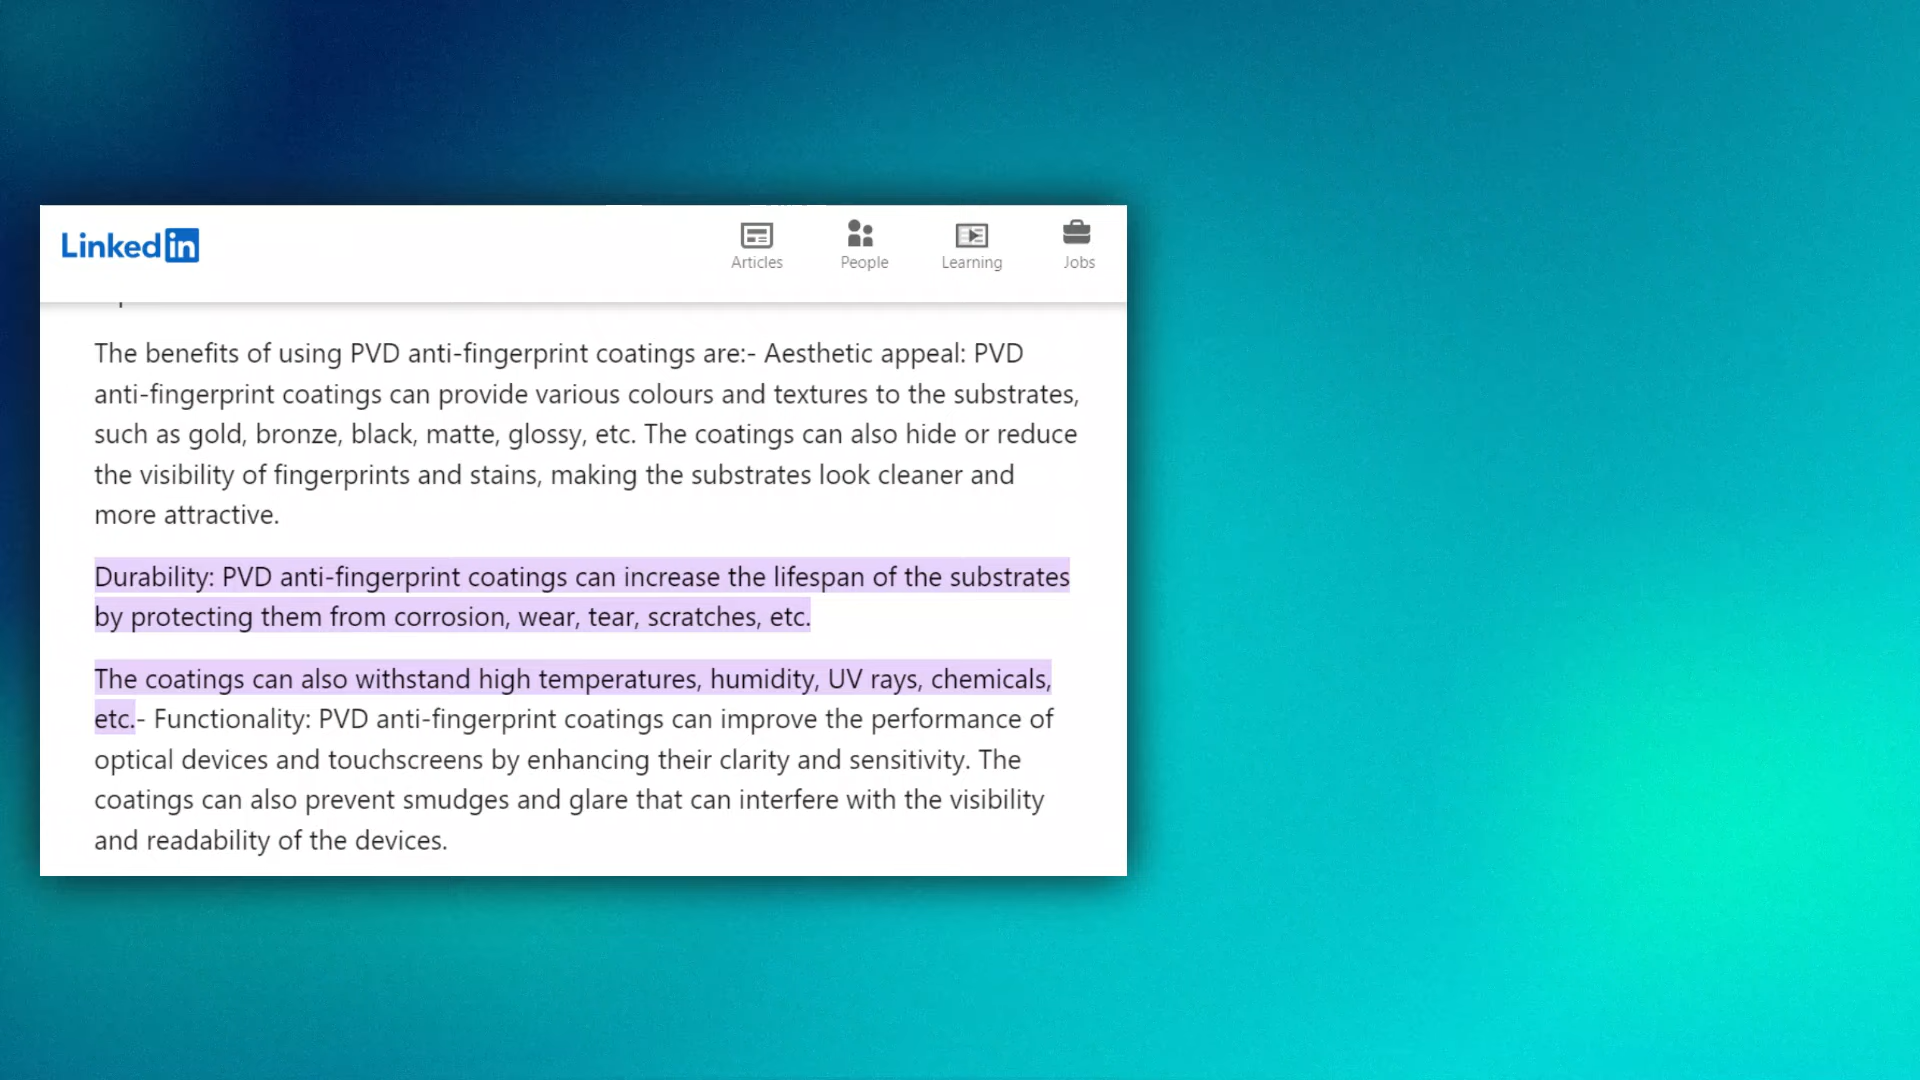 Linked in
Articles People Learning Jobs
The benefits of using PVD anti-fingerprint coatings are:- Aesthetic appeal: PVD
anti-fingerprint coatings can provide various colours and textures to the substrates,
such as gold, bronze, black, matte, glossy, etc. The coatings can also hide or reduce
the visibility of fingerprints and stains, making the substrates look cleaner and
more attractive.
Durability: PVD anti-fingerprint coatings can increase the lifespan of the substrates
by protecting them from corrosion, wear, tear, scratches, etc.
The coatings can also withstand high temperatures, humidity, UV rays, chemicals,
etc.- Functionality: PVD anti-fingerprint coatings can improve the performance of
optical devices and touchscreens by enhancing their clarity and sensitivity. The
coatings can also prevent smudges and glare that can interfere with the visibility
and readability of the devices.